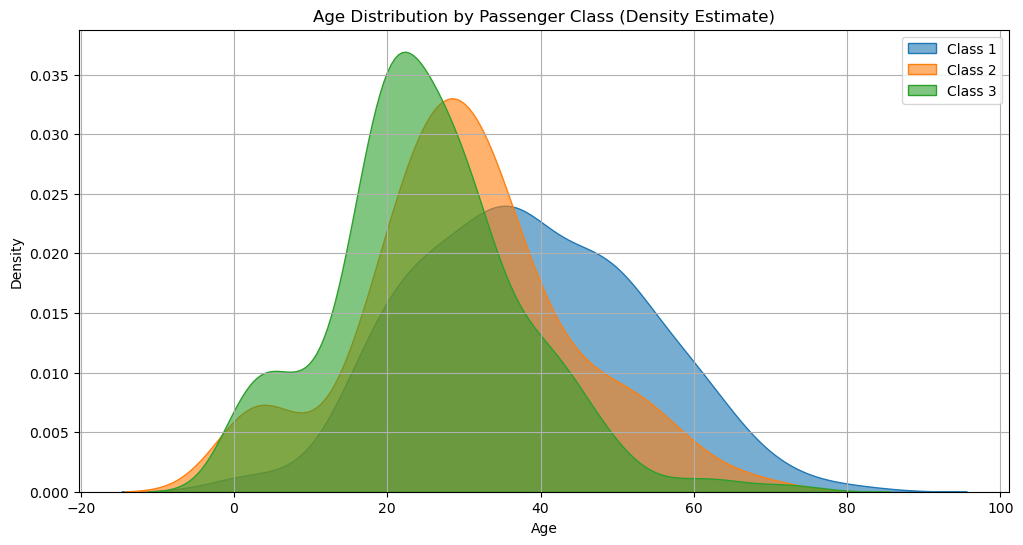 Age Distribution by Passenger Class (Density Estimate)
Class 1
Class 2
Class 3
Density
0.035
0.030
0.025
0.020
0.015
0.010
0.005
0.000
−20 0 20 40 60 80 100
Age